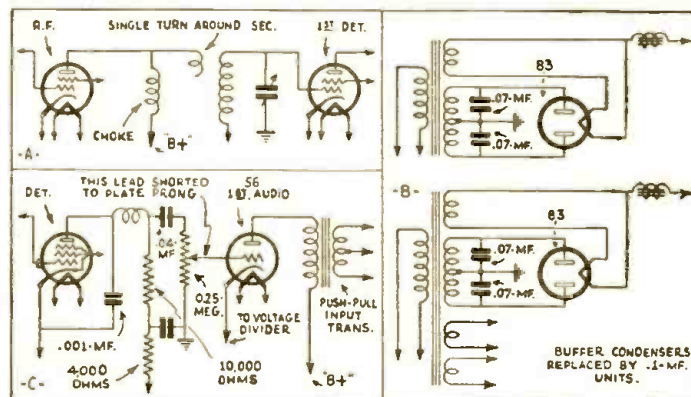 R.F.
SINGLE TURN AROUND SEC.
1ST DET.
CHOKE
"B+"
-A-
DET.
THIS LEAD SHORTED
TO PLATE PRONG
56
1ST. AUDIO
.04-
MF.
0.25-
MEG.
TO VOLTAGE
DIVIDER
PUSH-PULL
INPUT
TRANS.
.001-MF.
4,000
OHMS
10,000
OHMS
"B+"
-C-
83
.07-MF.
.07-MF.
-B-
83
.07-MF.
.07-MF.
BUFFER CONDENSERS
REPLACED BY .1-MF.
UNITS.